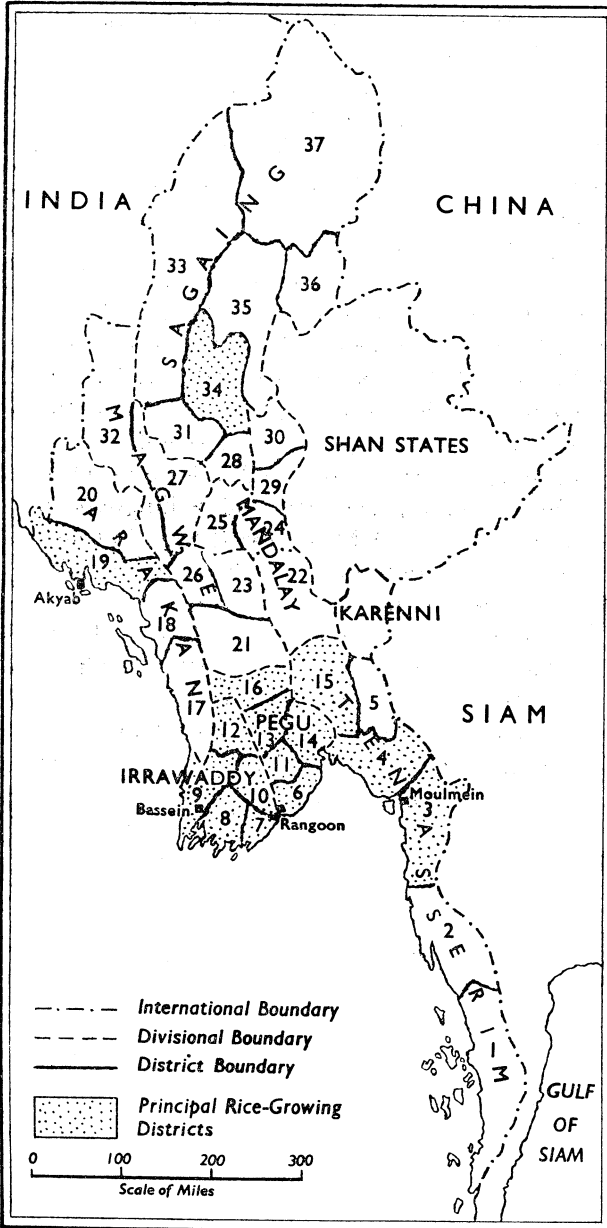 INDIA
CHINA
37
33
36
35
SAGAING
34
32
31
30
SHAN STATES
28
27
29
20
25
24
MAGWE
MANDALAY
19
26
23
22
Akyab
ARAKAN
KARENNI
18
21
15
5
SIAM
16
17
12
PEGU
13
14
4
11
IRRAWADDY
9
10
6
Moulmein
Bassein
8
7
Rangoon
3
TENASSERI-M
2
International Boundary
Divisional Boundary
District Boundary
Principal Rice-Growing
Districts
GULF
OF
SIAM
0 100 200 300
Scale of Miles